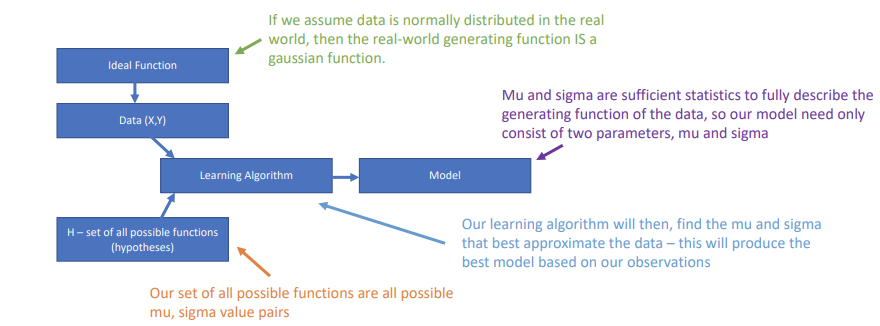 If we assume data is normally distributed in the real
world, then the real-world generating function IS a
gaussian function.
Ideal Function
Data (X,Y)
Mu and sigma are sufficient statistics to fully describe the
generating function of the data, so our model need only
consist of two parameters, mu and sigma
Learning Algorithm
Model
H – set of all possible functions
(hypotheses)
Our learning algorithm will then, find the mu and sigma
that best approximate the data – this will produce the
best model based on our observations
Our set of all possible functions are all possible
mu, sigma value pairs